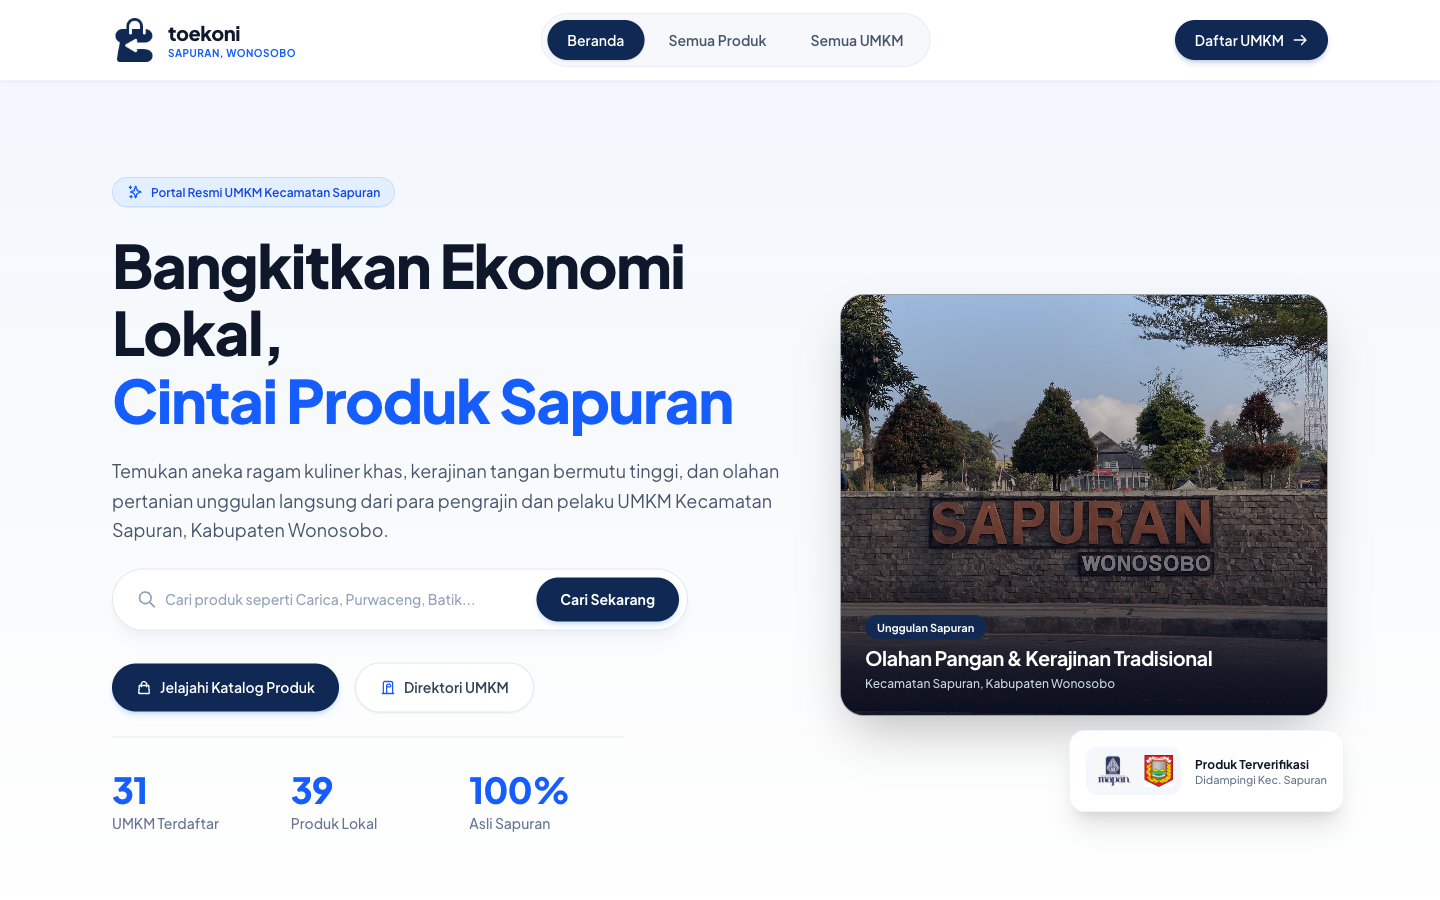 toekoni
SAPURAN, WONOSOBO
Beranda
Semua Produk
Semua UMKM
Daftar UMKM
Portal Resmi UMKM Kecamatan Sapuran
Bangkitkan Ekonomi
Lokal,
Cintai Produk Sapuran
Temukan aneka ragam kuliner khas, kerajinan tangan bermutu tinggi, dan olahan
pertanian unggulan langsung dari para pengrajin dan pelaku UMKM Kecamatan
Sapuran, Kabupaten Wonosobo.
Cari produk seperti Carica, Purwaceng, Batik...
Cari Sekarang
Jelajahi Katalog Produk
Direktori UMKM
31
UMKM Terdaftar
39
Produk Lokal
100%
Asli Sapuran
SAPURAN
WONOSOBO
Unggulan Sapuran
Olahan Pangan & Kerajinan Tradisional
Kecamatan Sapuran, Kabupaten Wonosobo
mapan
Produk Terverifikasi
Didampingi Kec. Sapuran